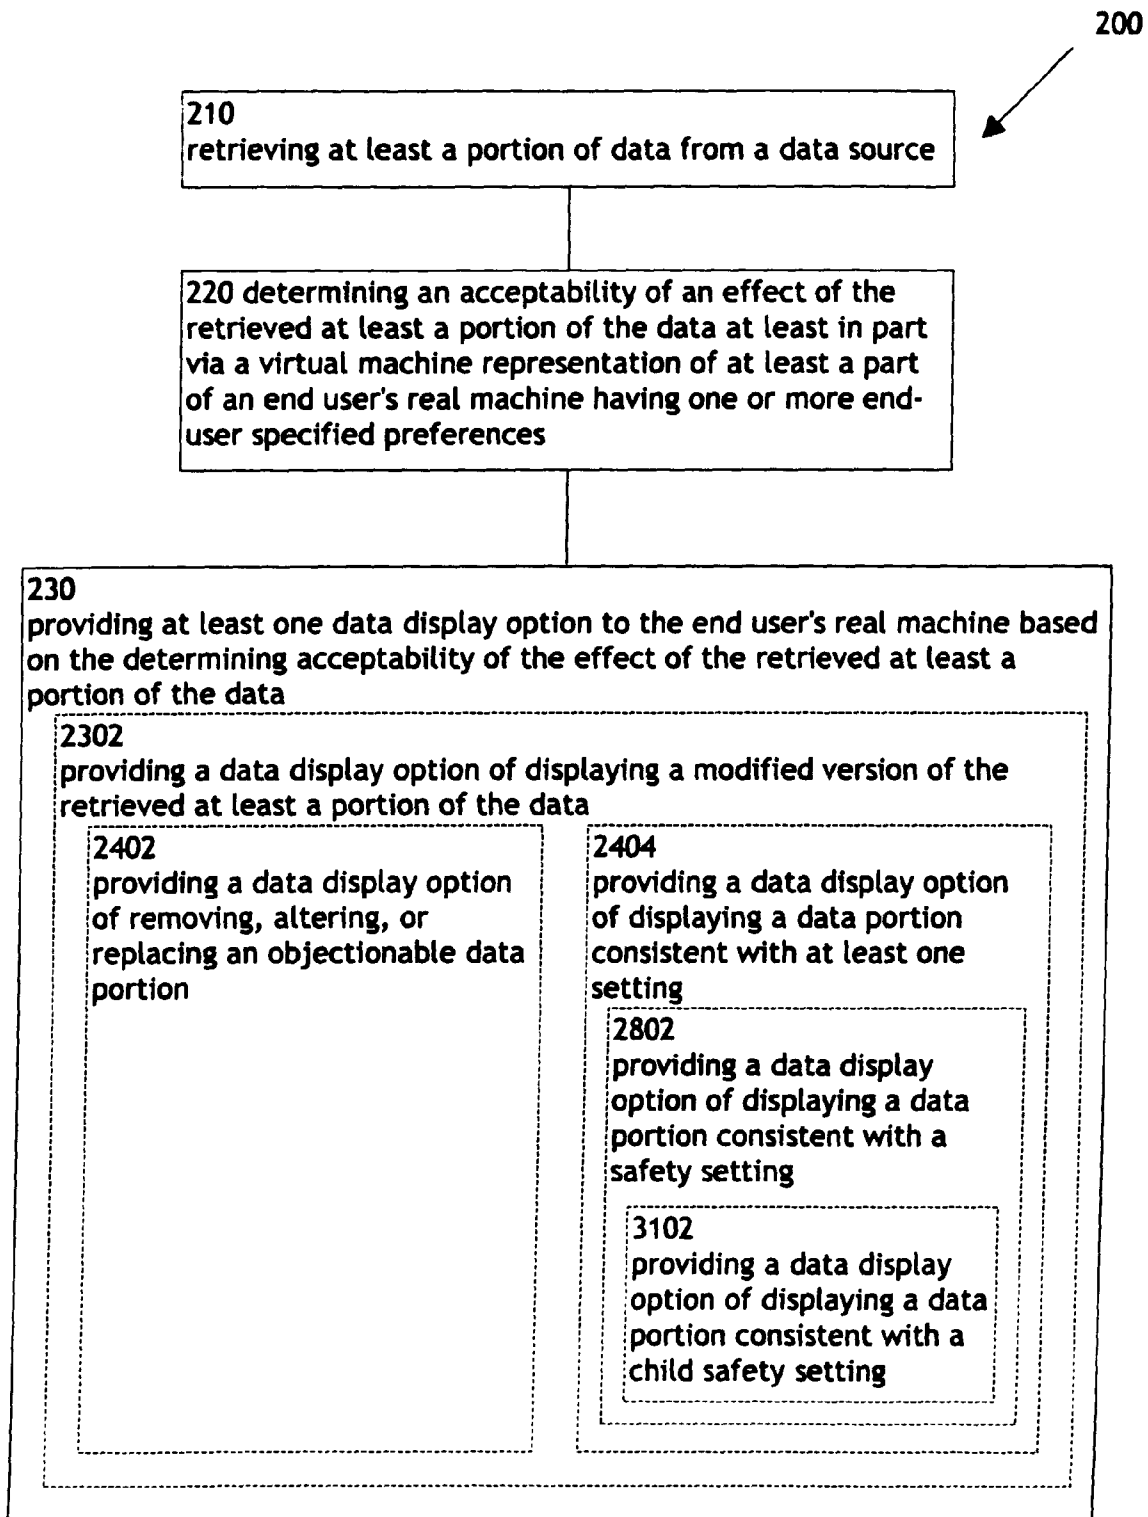 200
210
retrieving at least a portion of data from a data source
220 determining an acceptability of an effect of the
retrieved at least a portion of the data at least in part
via a virtual machine representation of at least a part
of an end user's real machine having one or more end-
user specified preferences
230
providing at least one data display option to the end user's real machine based
on the determining acceptability of the effect of the retrieved at least a
portion of the data
2302
providing a data display option of displaying a modified version of the
retrieved at least a portion of the data
2402
providing a data display option
of removing, altering, or
replacing an objectionable data
portion
2404
providing a data display option
of displaying a data portion
consistent with at least one
setting
2802
providing a data display
option of displaying a data
portion consistent with a
safety setting
3102
providing a data display
option of displaying a data
portion consistent with a
child safety setting